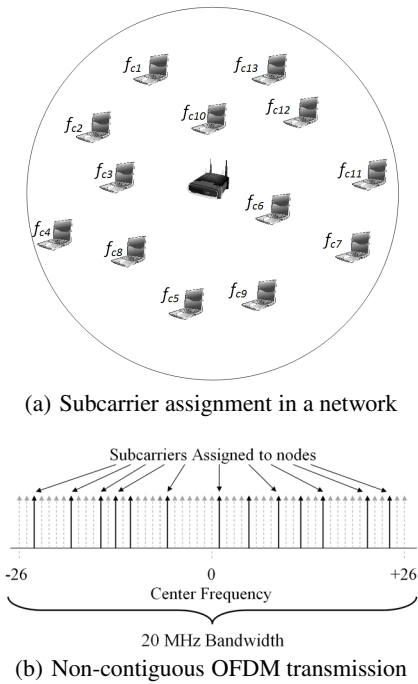 fc1
fc13
fc10
fc12
fc2
fc3
fc11
fc6
fc4
fc8
fc7
fc5
fc9
(a) Subcarrier assignment in a network
Subcarriers Assigned to nodes
-26
0
+26
Center Frequency
20 MHz Bandwidth
(b) Non-contiguous OFDM transmission